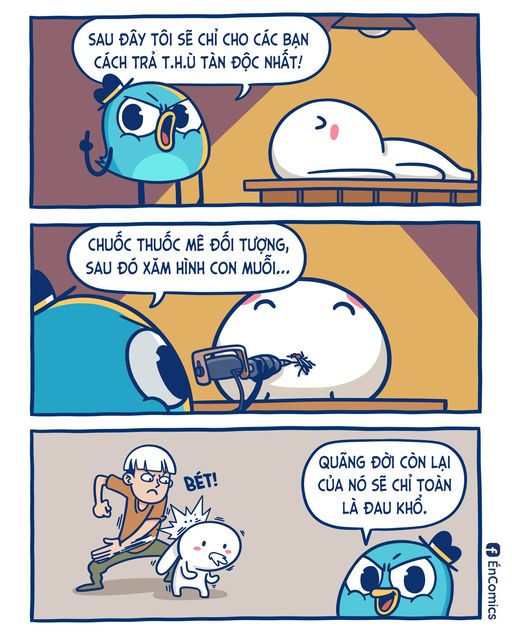 SAU ĐÂY TÔI SẼ CHỈ CHO CÁC BẠN
CÁCH TRẢ T.H.Ù TÀN ĐỘC NHẤT!
CHUỐC THUỐC MÊ ĐỐI TƯỢNG,
SAU ĐÓ XĂM HÌNH CON MUỖI...
BÉT!
QUÃNG ĐỜI CÒN LẠI
CỦA NÓ SẼ CHỈ TOÀN
LÀ ĐAU KHỔ.
ÉnComics